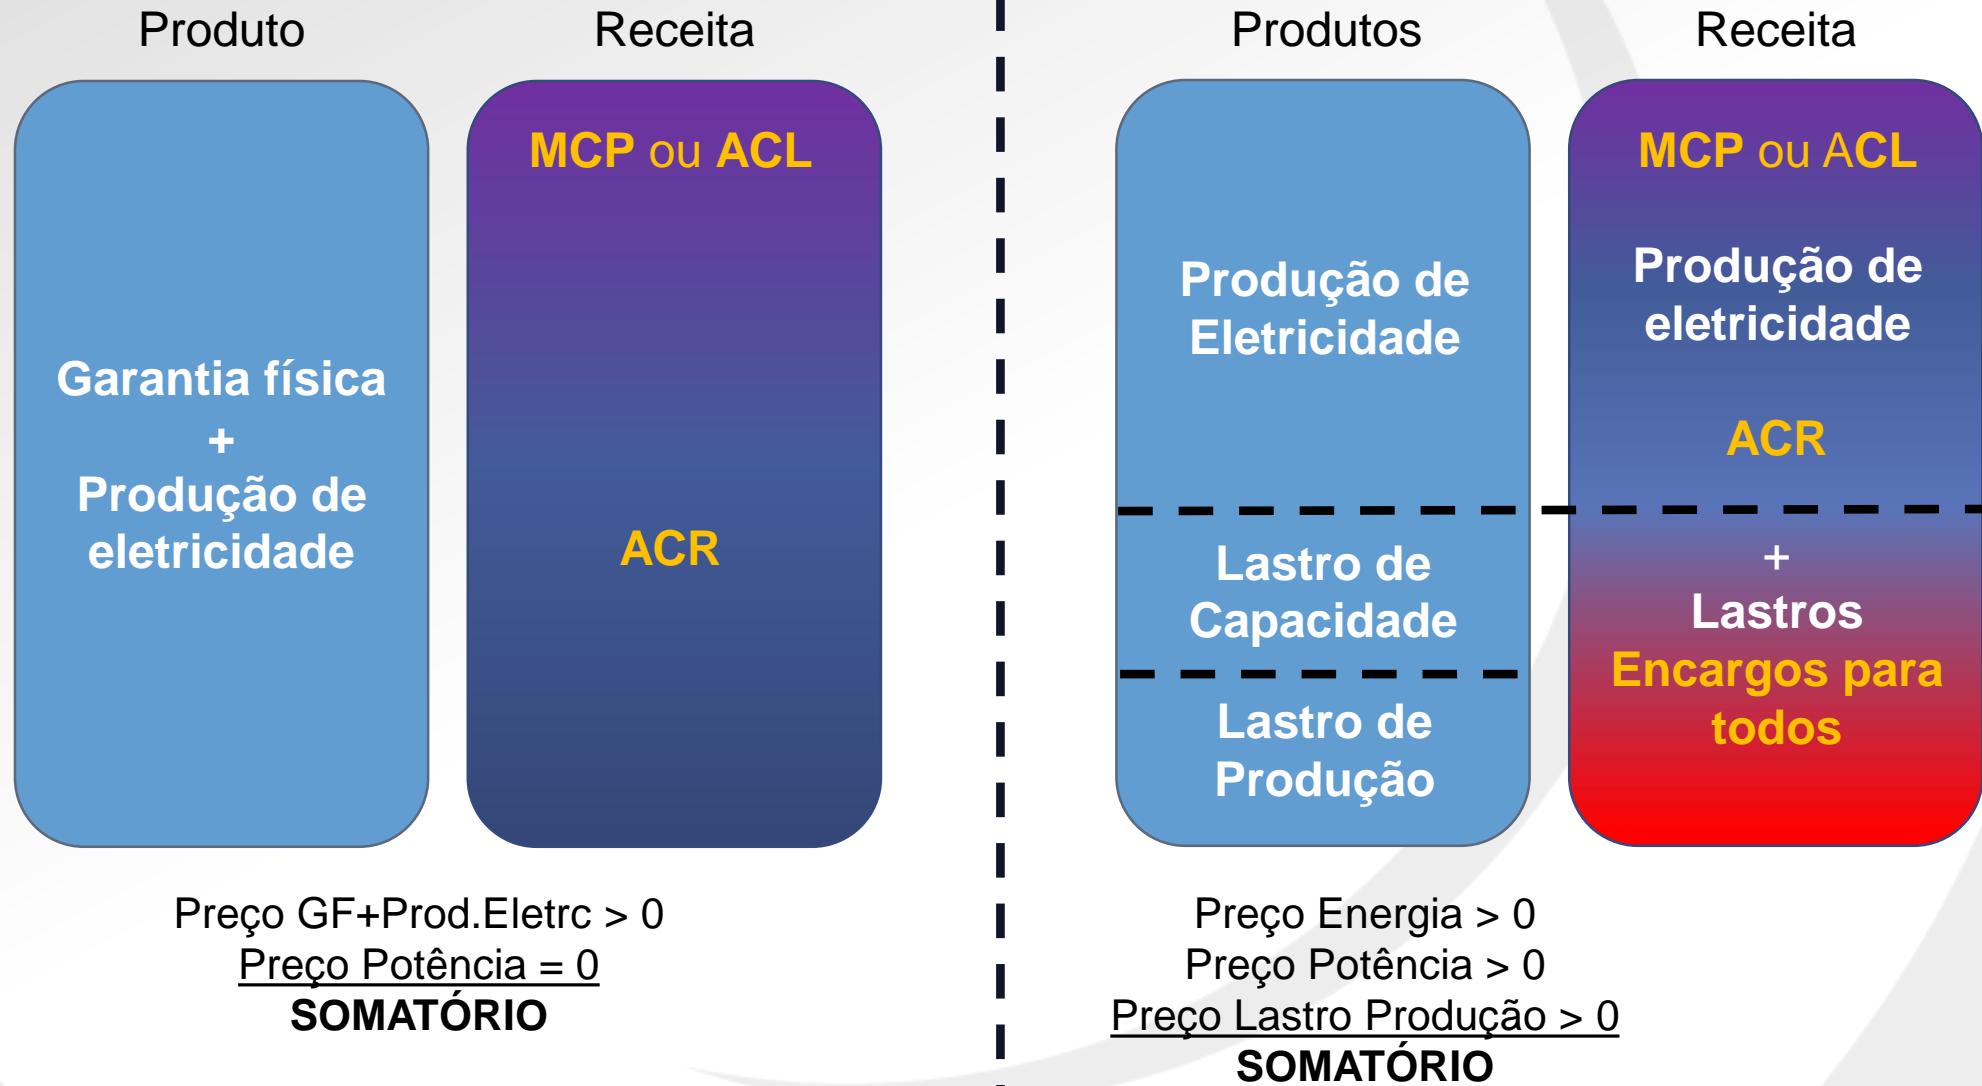 Produto
Receita
Garantia física
+
Produção de
eletricidade
MCP ou ACL
ACR
Preço GF+Prod.Eletrc > 0
Preço Potência = 0
SOMATÓRIO
Produtos
Receita
Produção de
Eletricidade
Lastro de
Capacidade
Lastro de
Produção
MCP ou ACL
Produção de
eletricidade
ACR
+
Lastros
Encargos para
todos
Preço Energia > 0
Preço Potência > 0
Preço Lastro Produção > 0
SOMATÓRIO